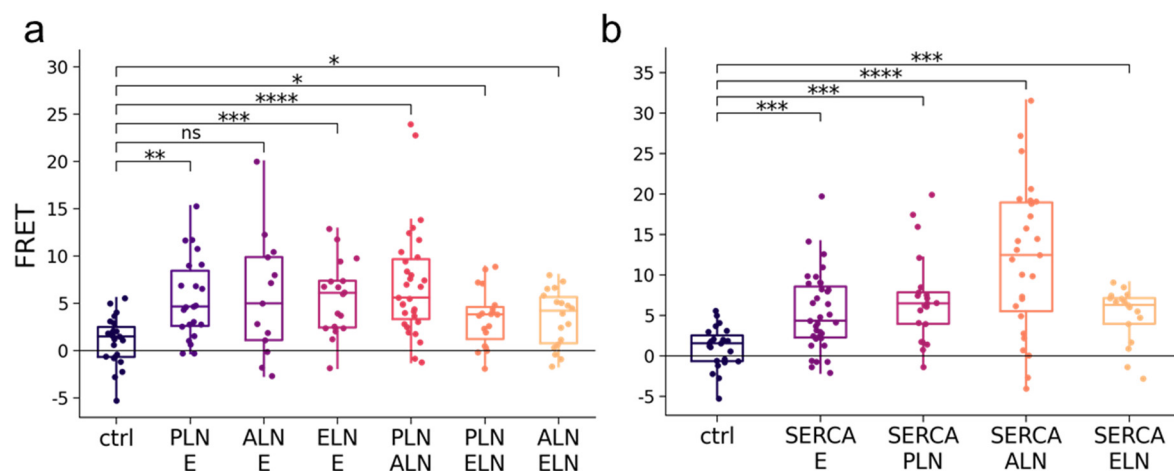 a
30
25
20
15
10
5
0
-5
FRET
*
*
****
***
ns
**
ctrl
PLN
E
ALN
E
ELN
E
PLN
ALN
PLN
ELN
ALN
ELN
b
35
30
25
20
15
10
5
0
-5
***
****
***
***
ctrl
SERCA
E
SERCA
PLN
SERCA
ALN
SERCA
ELN